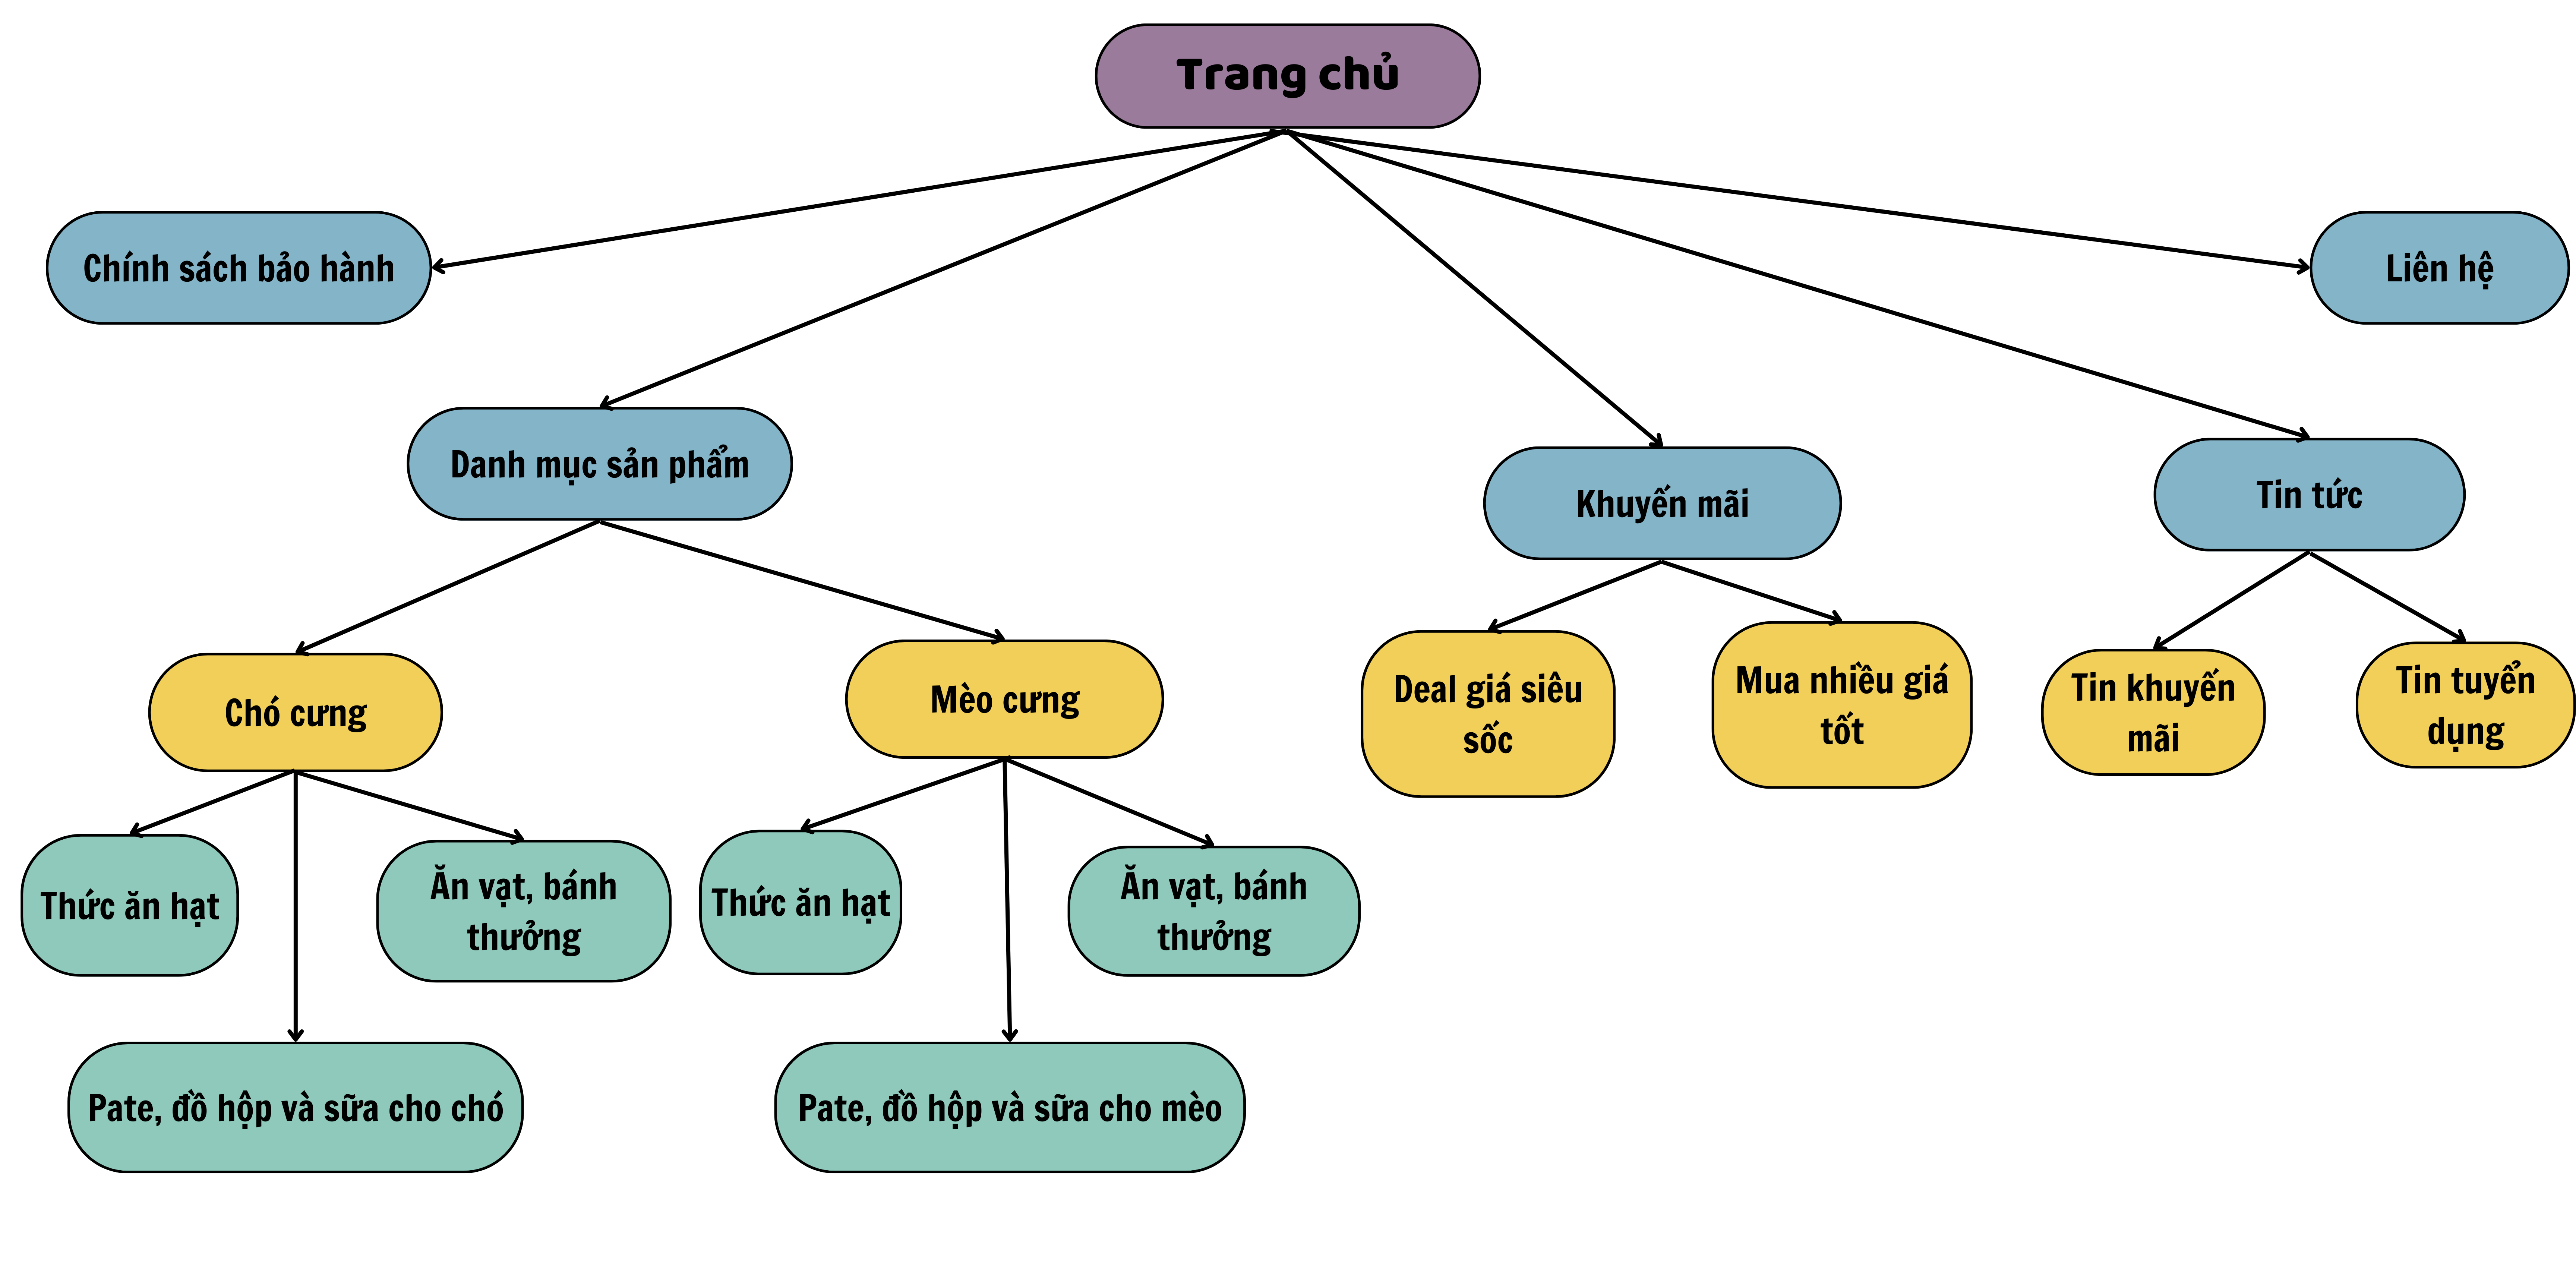 Trang chủ
Chính sách bảo hành
Liên hệ
Danh mục sản phẩm
Khuyến mãi
Tin tức
Chó cưng
Mèo cưng
Deal giá siêu
sốc
Mua nhiều giá
tốt
Tin khuyến
mãi
Tin tuyển
dụng
Thức ăn hạt
Ăn vạt, bánh
thưởng
Thức ăn hạt
Ăn vạt, bánh
thưởng
Pate, đồ hộp và sữa cho chó
Pate, đồ hộp và sữa cho mèo